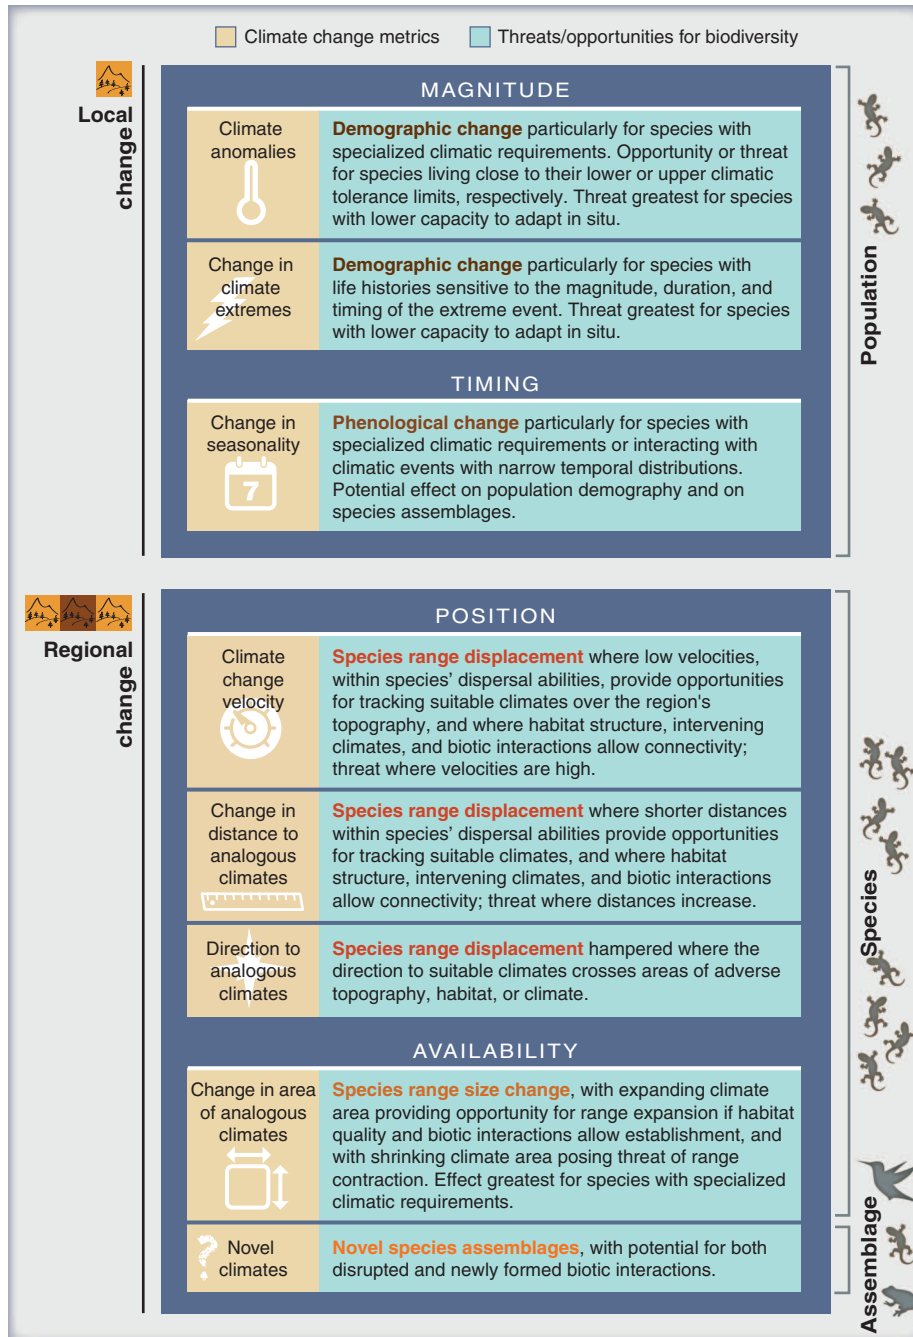 Climate change metrics
Threats/opportunities for biodiversity
Local
change
MAGNITUDE
Climate
anomalies
Demographic change particularly for species with
specialized climatic requirements. Opportunity or threat
for species living close to their lower or upper climatic
tolerance limits, respectively. Threat greatest for species
with lower capacity to adapt in situ.
Change in
climate
extremes
Demographic change particularly for species with
life histories sensitive to the magnitude, duration, and
timing of the extreme event. Threat greatest for species
with lower capacity to adapt in situ.
TIMING
Change in
seasonality
7
Phenological change particularly for species with
specialized climatic requirements or interacting with
climatic events with narrow temporal distributions.
Potential effect on population demography and on
species assemblages.
Population
Regional
change
POSITION
Climate
change
velocity
Species range displacement where low velocities,
within species' dispersal abilities, provide opportunities
for tracking suitable climates over the region's
topography, and where habitat structure, intervening
climates, and biotic interactions allow connectivity;
threat where velocities are high.
Change in
distance to
analogous
climates
Species range displacement where shorter distances
within species' dispersal abilities provide opportunities
for tracking suitable climates, and where habitat
structure, intervening climates, and biotic interactions
allow connectivity; threat where distances increase.
Direction to
analogous
climates
Species range displacement hampered where the
direction to suitable climates crosses areas of adverse
topography, habitat, or climate.
AVAILABILITY
Change in area
of analogous
climates
Species range size change, with expanding climate
area providing opportunity for range expansion if habitat
quality and biotic interactions allow establishment, and
with shrinking climate area posing threat of range
contraction. Effect greatest for species with specialized
climatic requirements.
Species
?
Novel
climates
Novel species assemblages, with potential for both
disrupted and newly formed biotic interactions.
Assemblage